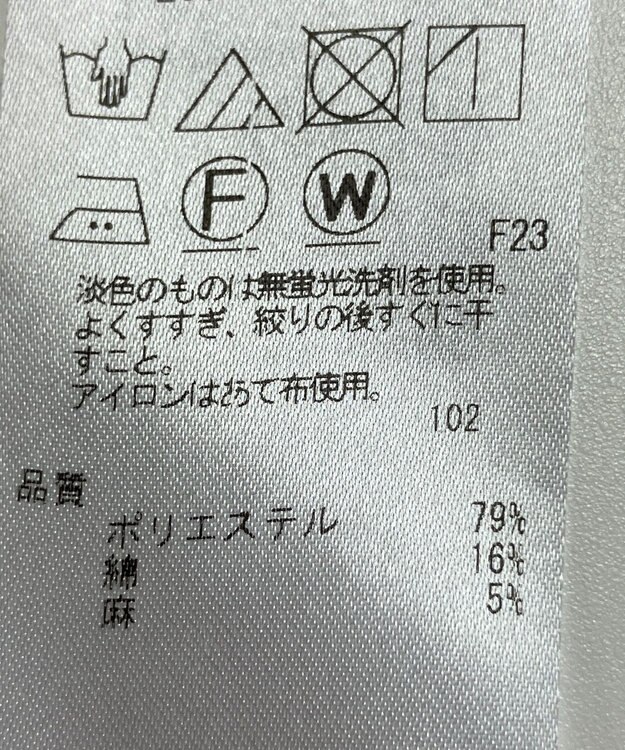 F W
F23
淡色のものは無蛍光洗剤を使用。
よくすすぎ、絞りの後すぐに干
すこと。
アイロンはあて布使用。
102
品質
ポリエステル 79%
綿 16%
麻 5%